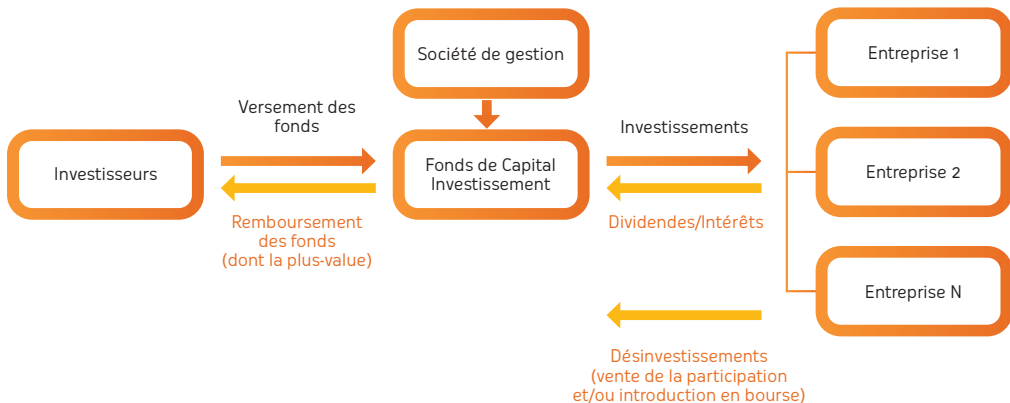 Société de gestion
Entreprise 1
Versement des
fonds
Investissements
Investisseurs
Fonds de Capital
Investissement
Entreprise 2
Remboursement
des fonds
(dont la plus-value)
Dividendes/Intérêts
Entreprise N
Désinvestissements
(vente de la participation
et/ou introduction en bourse)